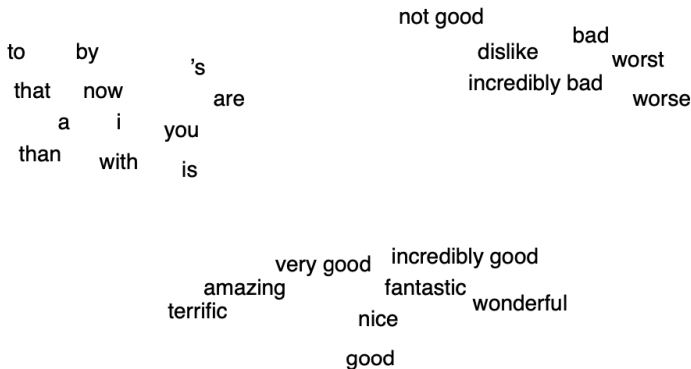 not good
bad
to by
dislike
worst
's
incredibly bad
that now
are
worse
a i
you
than with
is
very good
incredibly good
amazing
fantastic
wonderful
terrific
nice
good